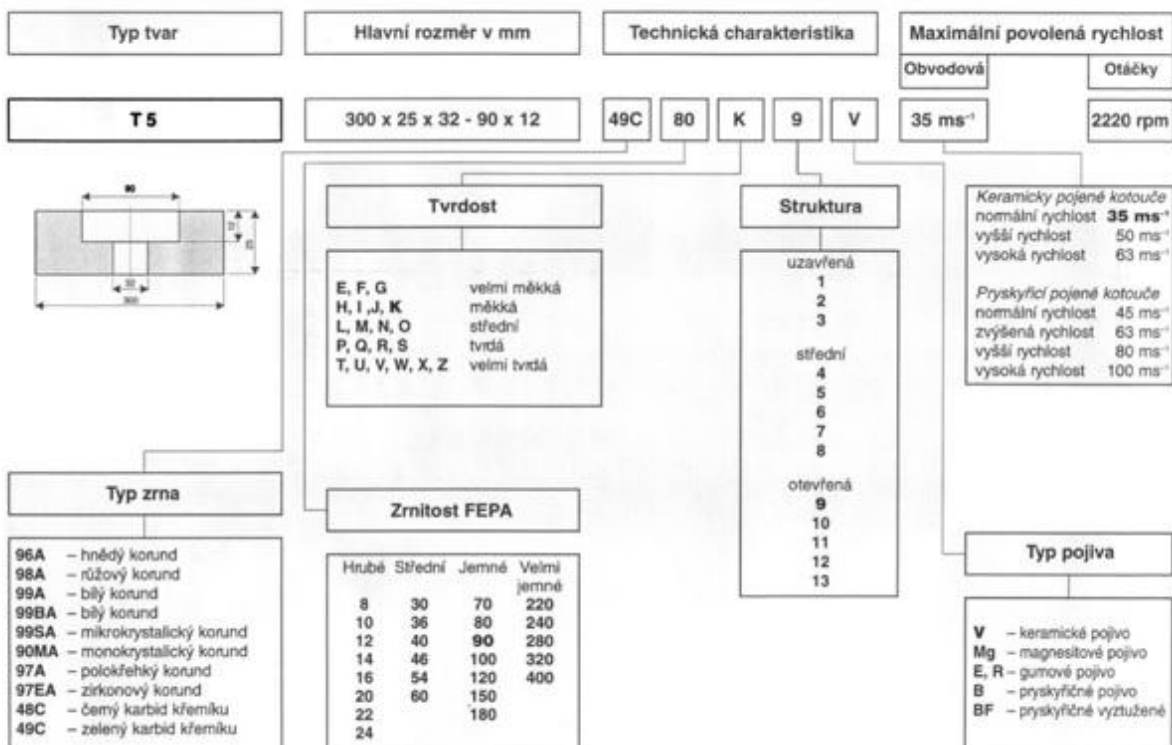 Typ tvar
Hlavní rozměr v mm
Technická charakteristika
Maximální povolená rychlost
Obvodová
Otáčky
T 5
300 x 25 x 32 - 90 x 12
49C
80
K
9
V
35 ms⁻¹
2220 rpm
90
12
25
32
300
Tvrdost
E, F, G velmi měkká
H, I ,J, K měkká
L, M, N, O střední
P, Q, R, S tvrdá
T, U, V, W, X, Z velmi tvrdá
Struktura
uzavřená
1
2
3
střední
4
5
6
7
8
otevřená
9
10
11
12
13
Keramicky pojené kotouče
normální rychlost 35 ms⁻¹
vyšší rychlost 50 ms⁻¹
vysoká rychlost 63 ms⁻¹
Pryskyřicí pojené kotouče
normální rychlost 45 ms⁻¹
zvýšená rychlost 63 ms⁻¹
vyšší rychlost 80 ms⁻¹
vysoká rychlost 100 ms⁻¹
Typ zrna
96A – hnědý korund
98A – růžový korund
99A – bílý korund
99BA – bílý korund
99SA – mikrokrystalický korund
90MA – monokrystalický korund
97A – polokřehký korund
97EA – zirkonový korund
48C – černý karbid křemíku
49C – zelený karbid křemíku
Zrnitost FEPA
Hrubé Střední Jemné Velmi
jemné
8 30 70 220
10 36 80 240
12 40 90 280
14 46 100 320
16 54 120 400
20 60 150
22 180
24
Typ pojiva
V – keramické pojivo
Mg – magnesitové pojivo
E, R – gumové pojivo
B – pryskyřičné pojivo
BF – pryskyřičné vyztužené